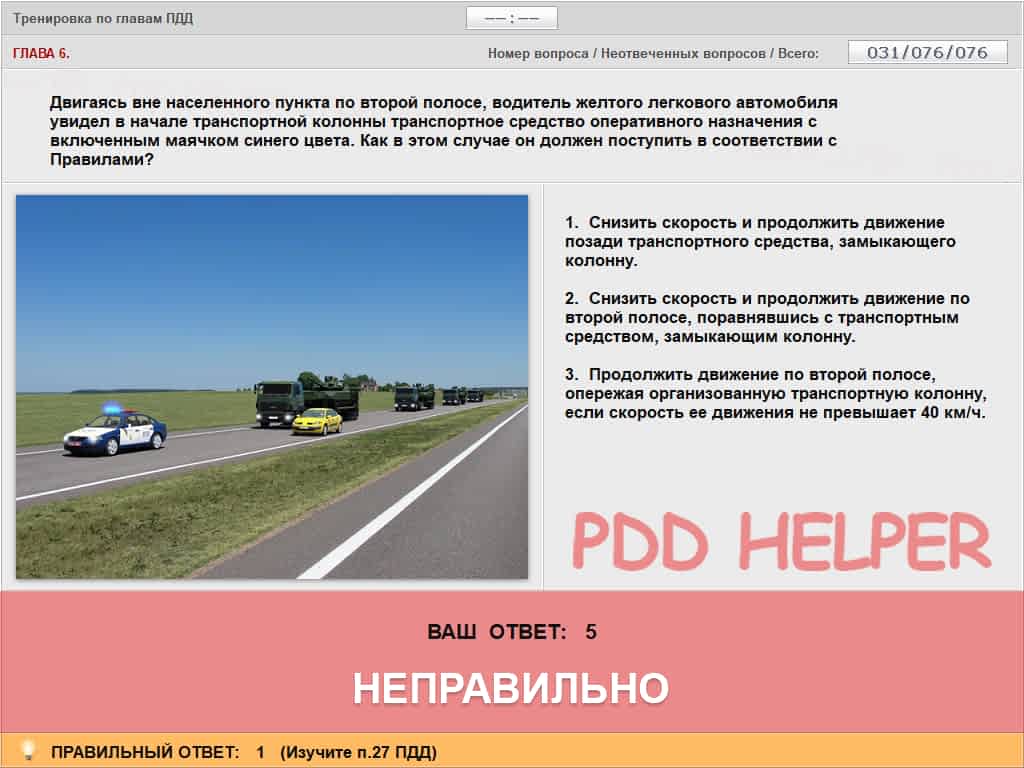 Тренировка по главам ПДД
—— : ——
ГЛАВА 6.
Номер вопроса / Неотвеченных вопросов / Всего:
031/076/076
Двигаясь вне населенного пункта по второй полосе, водитель желтого легкового автомобиля
увидел в начале транспортной колонны транспортное средство оперативного назначения с
включенным маячком синего цвета. Как в этом случае он должен поступить в соответствии с
Правилами?
1. Снизить скорость и продолжить движение
позади транспортного средства, замыкающего
колонну.
2. Снизить скорость и продолжить движение по
второй полосе, поравнявшись с транспортным
средством, замыкающим колонну.
3. Продолжить движение по второй полосе,
опережая организованную транспортную колонну,
если скорость ее движения не превышает 40 км/ч.
PDD HELPER
ВАШ ОТВЕТ: 5
НЕПРАВИЛЬНО
ПРАВИЛЬНЫЙ ОТВЕТ: 1 (Изучите п.27 ПДД)